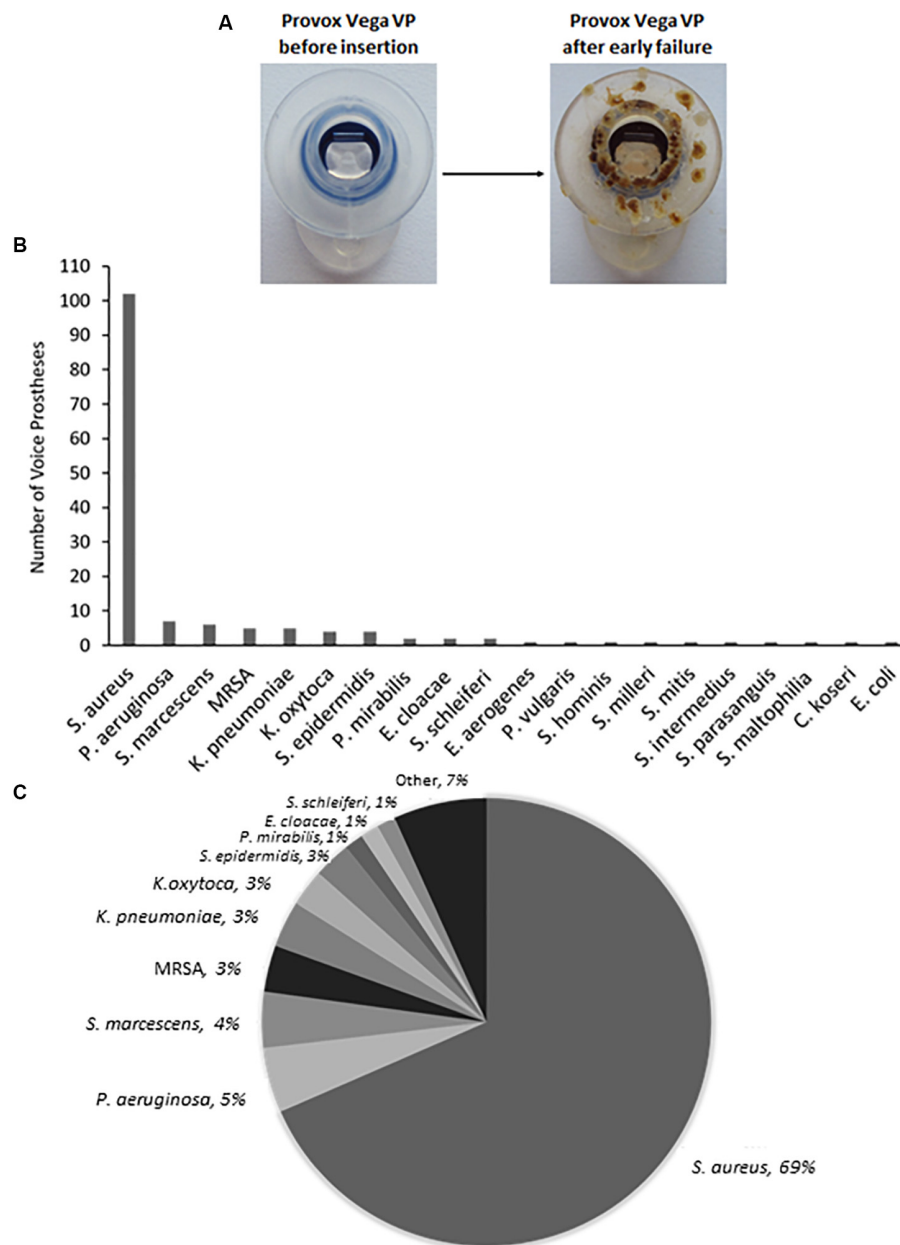 A
Provox Vega VP
before insertion
Provox Vega VP
after early failure
B
Number of Voice Prostheses
110
100
90
80
70
60
50
40
30
20
10
0
S. aureus
P. aeruginosa
S. marcescens
MRSA
K. pneumoniae
K. oxytoca
S. epidermidis
P. mirabilis
E. cloacae
S. schleiferi
E. aerogenes
P. vulgaris
S. hominis
S. milleri
S. mitis
S. intermedius
S. parasanguis
S. maltophilia
C. koseri
E. coli
C
Other, 7%
S. schleiferi, 1%
E. cloacae, 1%
P. mirabilis, 1%
S. epidermidis, 3%
K.oxytoca, 3%
K. pneumoniae, 3%
MRSA, 3%
S. marcescens, 4%
P. aeruginosa, 5%
S. aureus, 69%